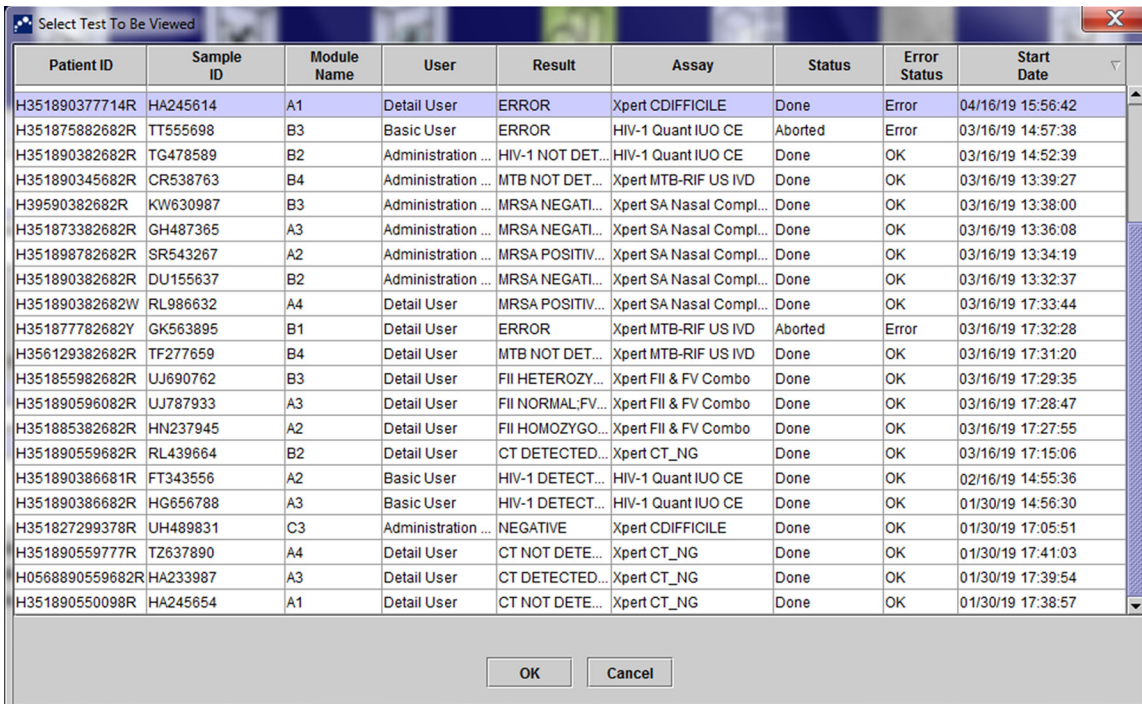 Select Test To Be Viewed
Patient ID Sample ID Module Name User Result Assay Status Error Status Start Date
H351890377714R HA245614 A1 Detail User ERROR Xpert CDIFFICILE Done Error 04/16/19 15:56:42
H351875882682R TT555698 B3 Basic User ERROR HIV-1 Quant IUO CE Aborted Error 03/16/19 14:57:38
H351890382682R TG478589 B2 Administration ... HIV-1 NOT DET... HIV-1 Quant IUO CE Done OK 03/16/19 14:52:39
H351890345682R CR538763 B4 Administration ... MTB NOT DET... Xpert MTB-RIF US IVD Done OK 03/16/19 13:39:27
H39590382682R KW630987 B3 Administration ... MRSA NEGATI... Xpert SA Nasal Compl... Done OK 03/16/19 13:38:00
H351873382682R GH487365 A3 Administration ... MRSA NEGATI... Xpert SA Nasal Compl... Done OK 03/16/19 13:36:08
H351898782682R SR543267 A2 Administration ... MRSA POSITIV... Xpert SA Nasal Compl... Done OK 03/16/19 13:34:19
H351890382682R DU155637 B2 Administration ... MRSA NEGATI... Xpert SA Nasal Compl... Done OK 03/16/19 13:32:37
H351890382682W RL986632 A4 Detail User MRSA POSITIV... Xpert SA Nasal Compl... Done OK 03/16/19 17:33:44
H351877782682Y GK563895 B1 Detail User ERROR Xpert MTB-RIF US IVD Aborted Error 03/16/19 17:32:28
H356129382682R TF277659 B4 Detail User MTB NOT DET... Xpert MTB-RIF US IVD Done OK 03/16/19 17:31:20
H351855982682R UJ690762 B3 Detail User FII HETEROZY... Xpert FII & FV Combo Done OK 03/16/19 17:29:35
H351890596082R UJ787933 A3 Detail User FII NORMAL;FV... Xpert FII & FV Combo Done OK 03/16/19 17:28:47
H351885382682R HN237945 A2 Detail User FII HOMOZYGO... Xpert FII & FV Combo Done OK 03/16/19 17:27:55
H351890559682R RL439664 B2 Detail User CT DETECTED... Xpert CT_NG Done OK 03/16/19 17:15:06
H351890386681R FT343556 A2 Basic User HIV-1 DETECT... HIV-1 Quant IUO CE Done OK 02/16/19 14:55:36
H351890386682R HG656788 A3 Basic User HIV-1 DETECT... HIV-1 Quant IUO CE Done OK 01/30/19 14:56:30
H351827299378R UH489831 C3 Administration ... NEGATIVE Xpert CDIFFICILE Done OK 01/30/19 17:05:51
H351890559777R TZ637890 A4 Detail User CT NOT DETE... Xpert CT_NG Done OK 01/30/19 17:41:03
H0568890559682R HA233987 A3 Detail User CT DETECTED... Xpert CT_NG Done OK 01/30/19 17:39:54
H351890550098R HA245654 A1 Detail User CT NOT DETE... Xpert CT_NG Done OK 01/30/19 17:38:57
OK Cancel